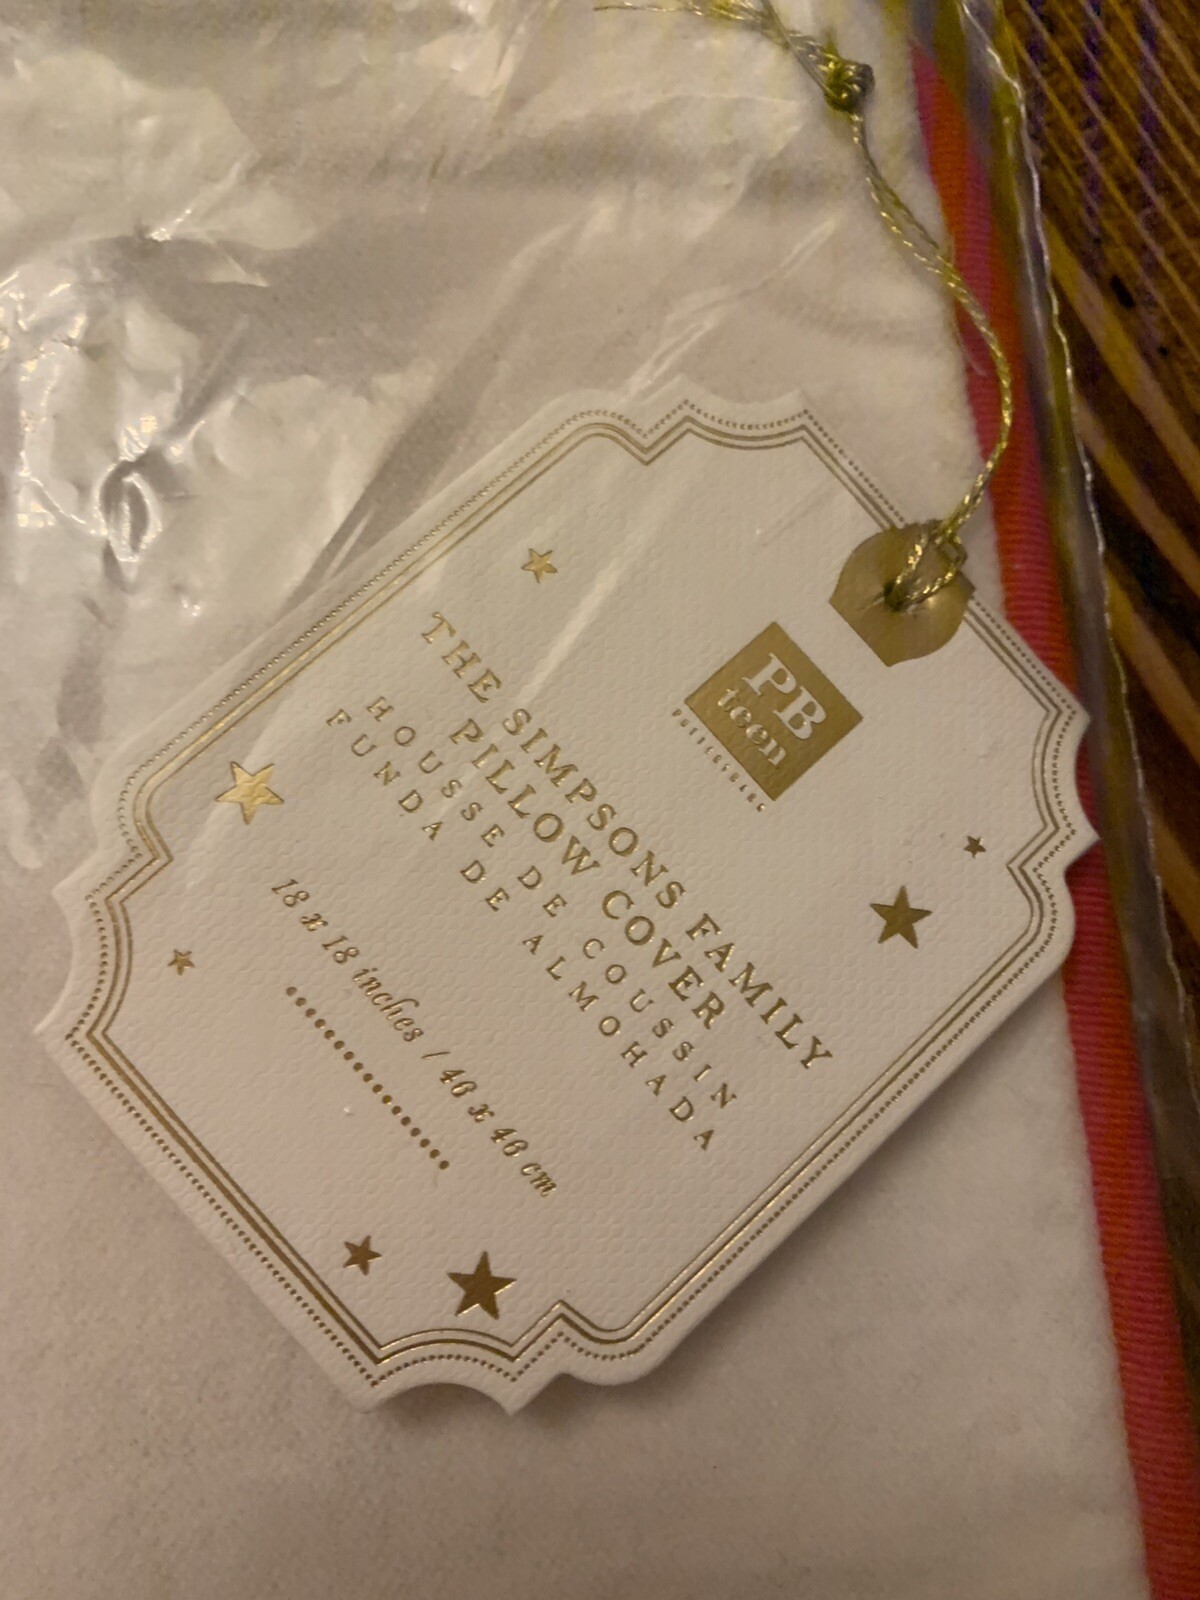 PB
teen
THE SIMPSONS FAMILY
PILLOW COVER
HOUSSE DE COUSSIN
FUNDA DE ALMOHADA
18 x 18 inches / 46 x 46 cm